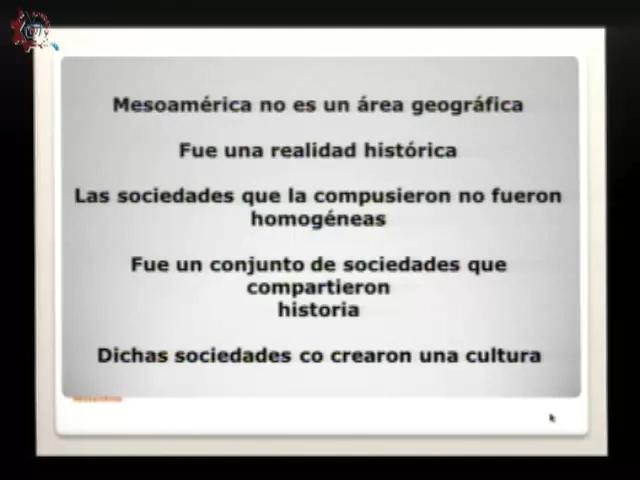 Mesoamérica no es un área geográfica
Fue una realidad histórica
Las sociedades que la compusieron no fueron
homogéneas
Fue un conjunto de sociedades que
compartieron
historia
Dichas sociedades co crearon una cultura